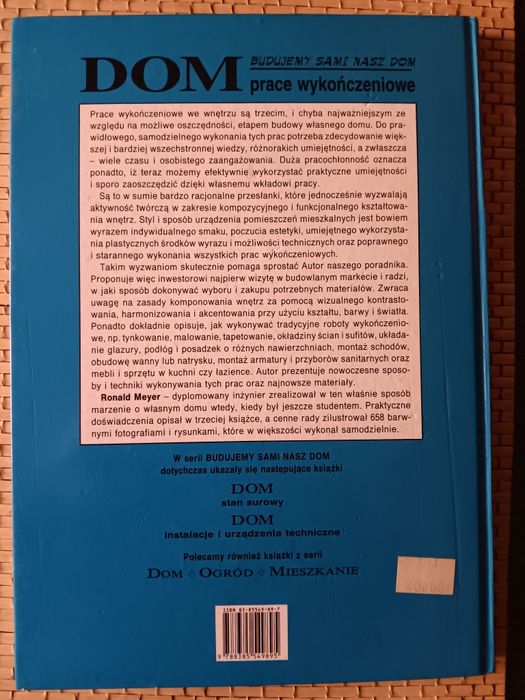 DOM BUDUJEMY SAMI NASZ DOM
prace wykończeniowe
Prace wykończeniowe we wnętrzu są trzecim, i chyba najważniejszym ze
względu na możliwe oszczędności, etapem budowy własnego domu. Do pra-
widłowego, samodzielnego wykonania tych prac potrzeba zdecydowanie więk-
szej i bardziej wszechstronnej wiedzy, różnorakich umiejętności, a zwłaszcza
– wiele czasu i osobistego zaangażowania. Duża pracochłonność oznacza
ponadto, iż teraz możemy efektywnie wykorzystać praktyczne umiejętności
i sporo zaoszczędzić dzięki własnemu wkładowi pracy.
Są to w sumie bardzo racjonalne przesłanki, które jednocześnie wyzwalają
aktywność twórczą w zakresie kompozycyjnego i funkcjonalnego kształtowa-
nia wnętrz. Styl i sposób urządzenia pomieszczeń mieszkalnych jest bowiem
wyrazem indywidualnego smaku, poczucia estetyki, umiejętnego wykorzysta-
nia plastycznych środków wyrazu i możliwości technicznych oraz poprawnego
i starannego wykonania wszystkich prac wykończeniowych.
Takim wyzwaniom skutecznie pomaga sprostać Autor naszego poradnika.
Proponuje więc inwestorowi najpierw wizytę w budowlanym markecie i radzi,
w jaki sposób dokonywać wyboru i zakupu potrzebnych materiałów. Zwraca
uwagę na zasady komponowania wnętrz za pomocą wizualnego kontrasto-
wania, harmonizowania i akcentowania przy użyciu kształtu, barwy i światła.
Ponadto dokładnie opisuje, jak wykonywać tradycyjne roboty wykończenio-
we, np. tynkowanie, malowanie, tapetowanie, okładziny ścian i sufitów, układa-
nie glazury, podłóg i posadzek o różnych nawierzchniach, montaż schodów,
obudowę wanny lub natrysku, montaż armatury i przyborów sanitarnych oraz
mebli i sprzętu w kuchni czy łazience. Autor prezentuje nowoczesne sposo-
by i techniki wykonywania tych prac oraz najnowsze materiały.
Ronald Meyer – dyplomowany inżynier zrealizował w ten właśnie sposób
marzenie o własnym domu wtedy, kiedy był jeszcze studentem. Praktyczne
doświadczenia opisał w trzeciej książce, a cenne rady zilustrował 658 barw-
nymi fotografiami i rysunkami, które w większości wykonał samodzielnie.
W serii BUDUJEMY SAMI NASZ DOM
dotychczas ukazały się następujące książki
DOM
stan surowy
DOM
instalacje i urządzenia techniczne
Polecamy również książki z serii
DOM ◇ OGRÓD ◇ MIESZKANIE
ISBN 83-85549-89-7
9 788385 549895